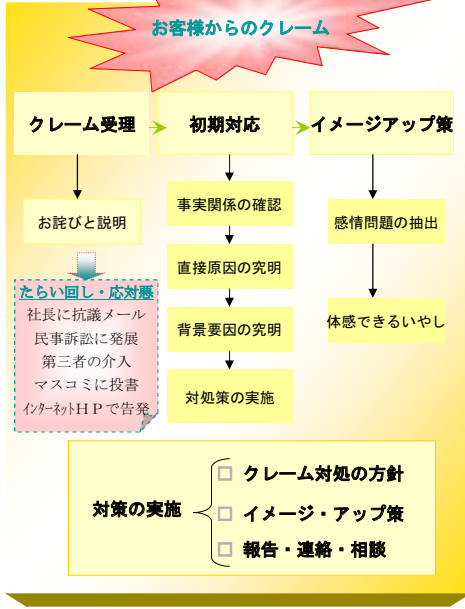 お客様からのクレーム
クレーム受理
初期対応
イメージアップ策
お詫びと説明
たらい回し・応対悪
社長に抗議メール
民事訴訟に発展
第三者の介入
マスコミに投書
インターネットHPで告発
事実関係の確認
直接原因の究明
背景要因の究明
対処策の実施
感情問題の抽出
体感できるいやし
対策の実施
クレーム対処の方針
イメージ・アップ策
報告・連絡・相談